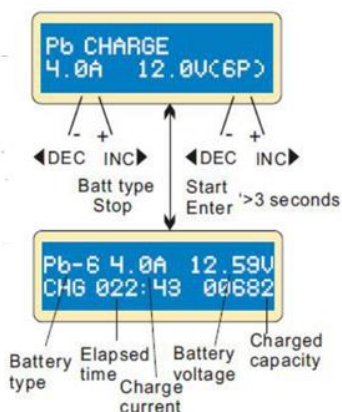 Pb CHARGE
4.0A 12.0V(6P)
- + - +
◀DEC INC▶ ◀DEC INC▶
Batt type
Stop
Start
Enter
'>3 seconds
Pb-6 4.0A 12.59V
CHG 022:43 00682
Battery type
Elapsed time
Charge current
Battery voltage
Charged capacity